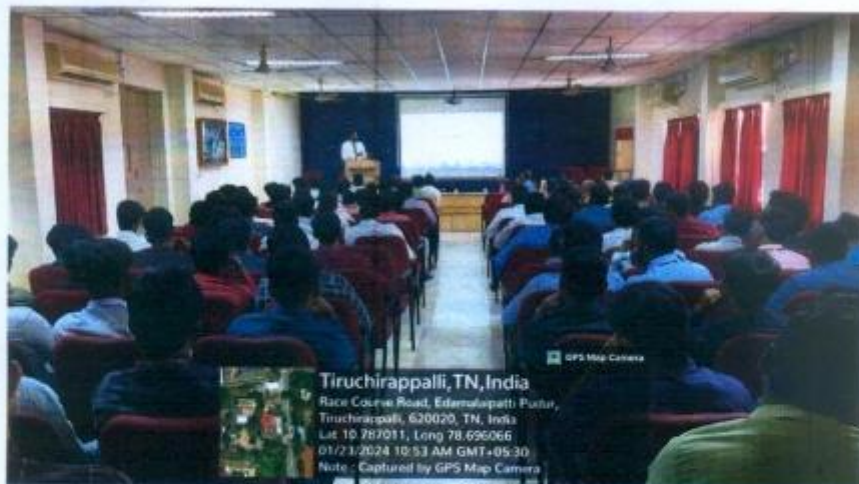 GPS Map Camera
Tiruchirappalli,TN,India
Race Course Road, Edamalaipatti Pudur,
Tiruchirappalli, 620020, TN, India
Lat 10.787011, Long 78.696066
01/23/2024 10:53 AM GMT+05:30
Note : Captured by GPS Map Camera